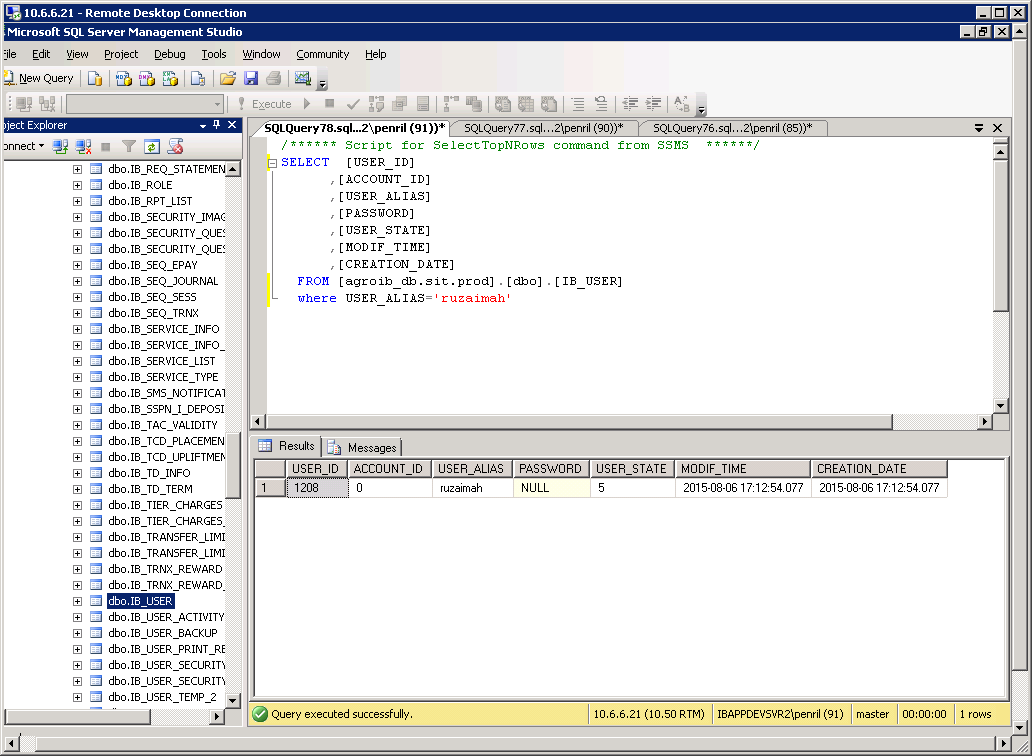 10.6.6.21 - Remote Desktop Connection
Microsoft SQL Server Management Studio
ile Edit View Project Debug Tools Window Community Help
New Query
Execute
bject Explorer
onnect
SQLQuery78.sql...2\penril (91))* SQLQuery77.sql...2\penril (90))* SQLQuery76.sql...2\penril (85))*
dbo.IB_REQ_STATEMEN
dbo.IB_ROLE
dbo.IB_RPT_LIST
dbo.IB_SECURITY_IMAG
dbo.IB_SECURITY_QUES
dbo.IB_SECURITY_QUES
dbo.IB_SEQ_EPAY
dbo.IB_SEQ_JOURNAL
dbo.IB_SEQ_SESS
dbo.IB_SEQ_TRNX
dbo.IB_SERVICE_INFO
dbo.IB_SERVICE_INFO_
dbo.IB_SERVICE_LIST
dbo.IB_SERVICE_TYPE
dbo.IB_SMS_NOTIFICAT
dbo.IB_SSPN_I_DEPOSI
dbo.IB_TAC_VALIDITY
dbo.IB_TCD_PLACEMEN
dbo.IB_TCD_UPLIFTMEN
dbo.IB_TD_INFO
dbo.IB_TD_TERM
dbo.IB_TIER_CHARGES
dbo.IB_TIER_CHARGES_
dbo.IB_TRANSFER_LIMI
dbo.IB_TRANSFER_LIMI
dbo.IB_TRNX_REWARD
dbo.IB_TRNX_REWARD_
dbo.IB_USER
dbo.IB_USER_ACTIVITY
dbo.IB_USER_BACKUP
dbo.IB_USER_PRINT_RE
dbo.IB_USER_SECURITY
dbo.IB_USER_SECURITY
dbo.IB_USER_TEMP_2
/****** Script for SelectTopNRows command from SSMS ******/
SELECT [USER_ID]
,[ACCOUNT_ID]
,[USER_ALIAS]
,[PASSWORD]
,[USER_STATE]
,[MODIF_TIME]
,[CREATION_DATE]
FROM [agroib_db.sit.prod].[dbo].[IB_USER]
where USER_ALIAS='ruzaimah'
Results Messages
USER_ID ACCOUNT_ID USER_ALIAS PASSWORD USER_STATE MODIF_TIME CREATION_DATE
1 1208 0 ruzaimah NULL 5 2015-08-06 17:12:54.077 2015-08-06 17:12:54.077
Query executed successfully. 10.6.6.21 (10.50 RTM) IBAPPDEVSVR2\penril (91) master 00:00:00 1 rows